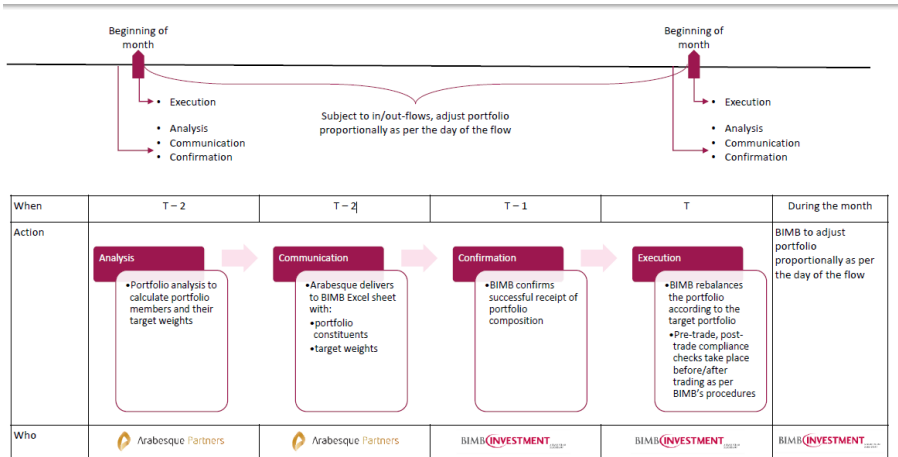 Beginning of
month
Beginning of
month
• Execution
• Analysis
• Communication
• Confirmation
Subject to in/out-flows, adjust portfolio
proportionally as per the day of the flow
• Execution
• Analysis
• Communication
• Confirmation
When
T – 2
T – 2
T – 1
T
During the month
Action
Analysis
•Portfolio analysis to
calculate portfolio
members and their
target weights
Communication
•Arabesque delivers
to BIMB Excel sheet
with:
•portfolio
constituents
•target weights
Confirmation
•BIMB confirms
successful receipt of
portfolio
composition
Execution
•BIMB rebalances
the portfolio
according to the
target portfolio
•Pre-trade, post-
trade compliance
checks take place
before/after
trading as per
BIMB's procedures
BIMB to adjust
portfolio
proportionally as per
the day of the flow
Who
Arabesque Partners
Arabesque Partners
BIMB INVESTMENT
BIMB INVESTMENT
BIMB INVESTMENT